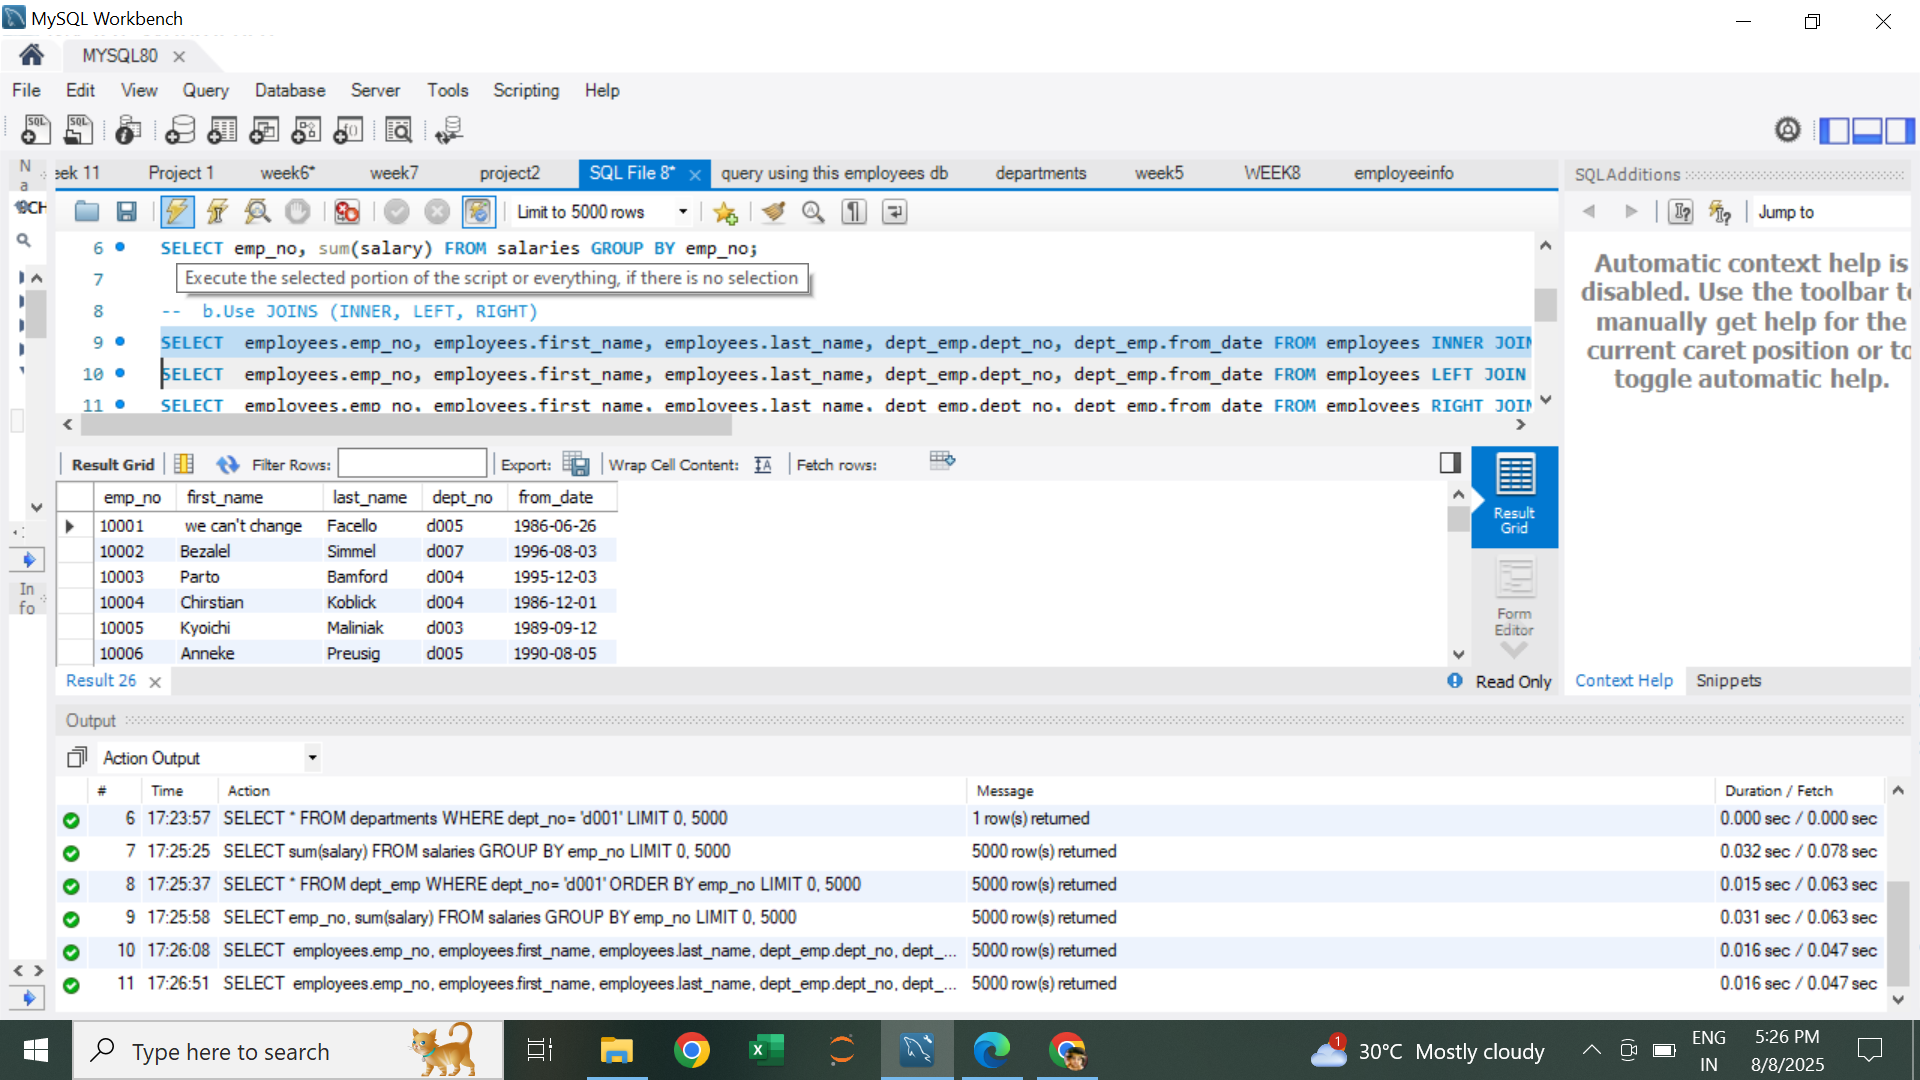 MySQL Workbench
MYSQL80
File Edit View Query Database Server Tools Scripting Help
eek 11 Project 1 week6* week7 project2 SQL File 8* query using this employees db departments week5 WEEK8 employeeinfo
SQLAdditions
Limit to 5000 rows
Jump to
6 SELECT emp_no, sum(salary) FROM salaries GROUP BY emp_no;
7
Execute the selected portion of the script or everything, if there is no selection
8 -- b.Use JOINS (INNER, LEFT, RIGHT)
9 SELECT employees.emp_no, employees.first_name, employees.last_name, dept_emp.dept_no, dept_emp.from_date FROM employees INNER JOIN
10 SELECT employees.emp_no, employees.first_name, employees.last_name, dept_emp.dept_no, dept_emp.from_date FROM employees LEFT JOIN
11 SELECT employees.emp_no, employees.first_name, employees.last_name, dept_emp.dept_no, dept_emp.from_date FROM employees RIGHT JOIN
Automatic context help is
disabled. Use the toolbar to
manually get help for the
current caret position or to
toggle automatic help.
Na
SCH
Info
Result Grid Filter Rows: Export: Wrap Cell Content: Fetch rows:
emp_no first_name last_name dept_no from_date
10001 we can't change Facello d005 1986-06-26
10002 Bezalel Simmel d007 1996-08-03
10003 Parto Bamford d004 1995-12-03
10004 Chirstian Koblick d004 1986-12-01
10005 Kyoichi Maliniak d003 1989-09-12
10006 Anneke Preusig d005 1990-08-05
Result
Grid
Form
Editor
Result 26
Read Only
Context Help Snippets
Output
Action Output
# Time Action Message Duration / Fetch
6 17:23:57 SELECT * FROM departments WHERE dept_no= 'd001' LIMIT 0, 5000 1 row(s) returned 0.000 sec / 0.000 sec
7 17:25:25 SELECT sum(salary) FROM salaries GROUP BY emp_no LIMIT 0, 5000 5000 row(s) returned 0.032 sec / 0.078 sec
8 17:25:37 SELECT * FROM dept_emp WHERE dept_no= 'd001' ORDER BY emp_no LIMIT 0, 5000 5000 row(s) returned 0.015 sec / 0.063 sec
9 17:25:58 SELECT emp_no, sum(salary) FROM salaries GROUP BY emp_no LIMIT 0, 5000 5000 row(s) returned 0.031 sec / 0.063 sec
10 17:26:08 SELECT employees.emp_no, employees.first_name, employees.last_name, dept_emp.dept_no, dept_... 5000 row(s) returned 0.016 sec / 0.047 sec
11 17:26:51 SELECT employees.emp_no, employees.first_name, employees.last_name, dept_emp.dept_no, dept_... 5000 row(s) returned 0.016 sec / 0.047 sec
Type here to search
1
30°C Mostly cloudy
ENG
IN
5:26 PM
8/8/2025